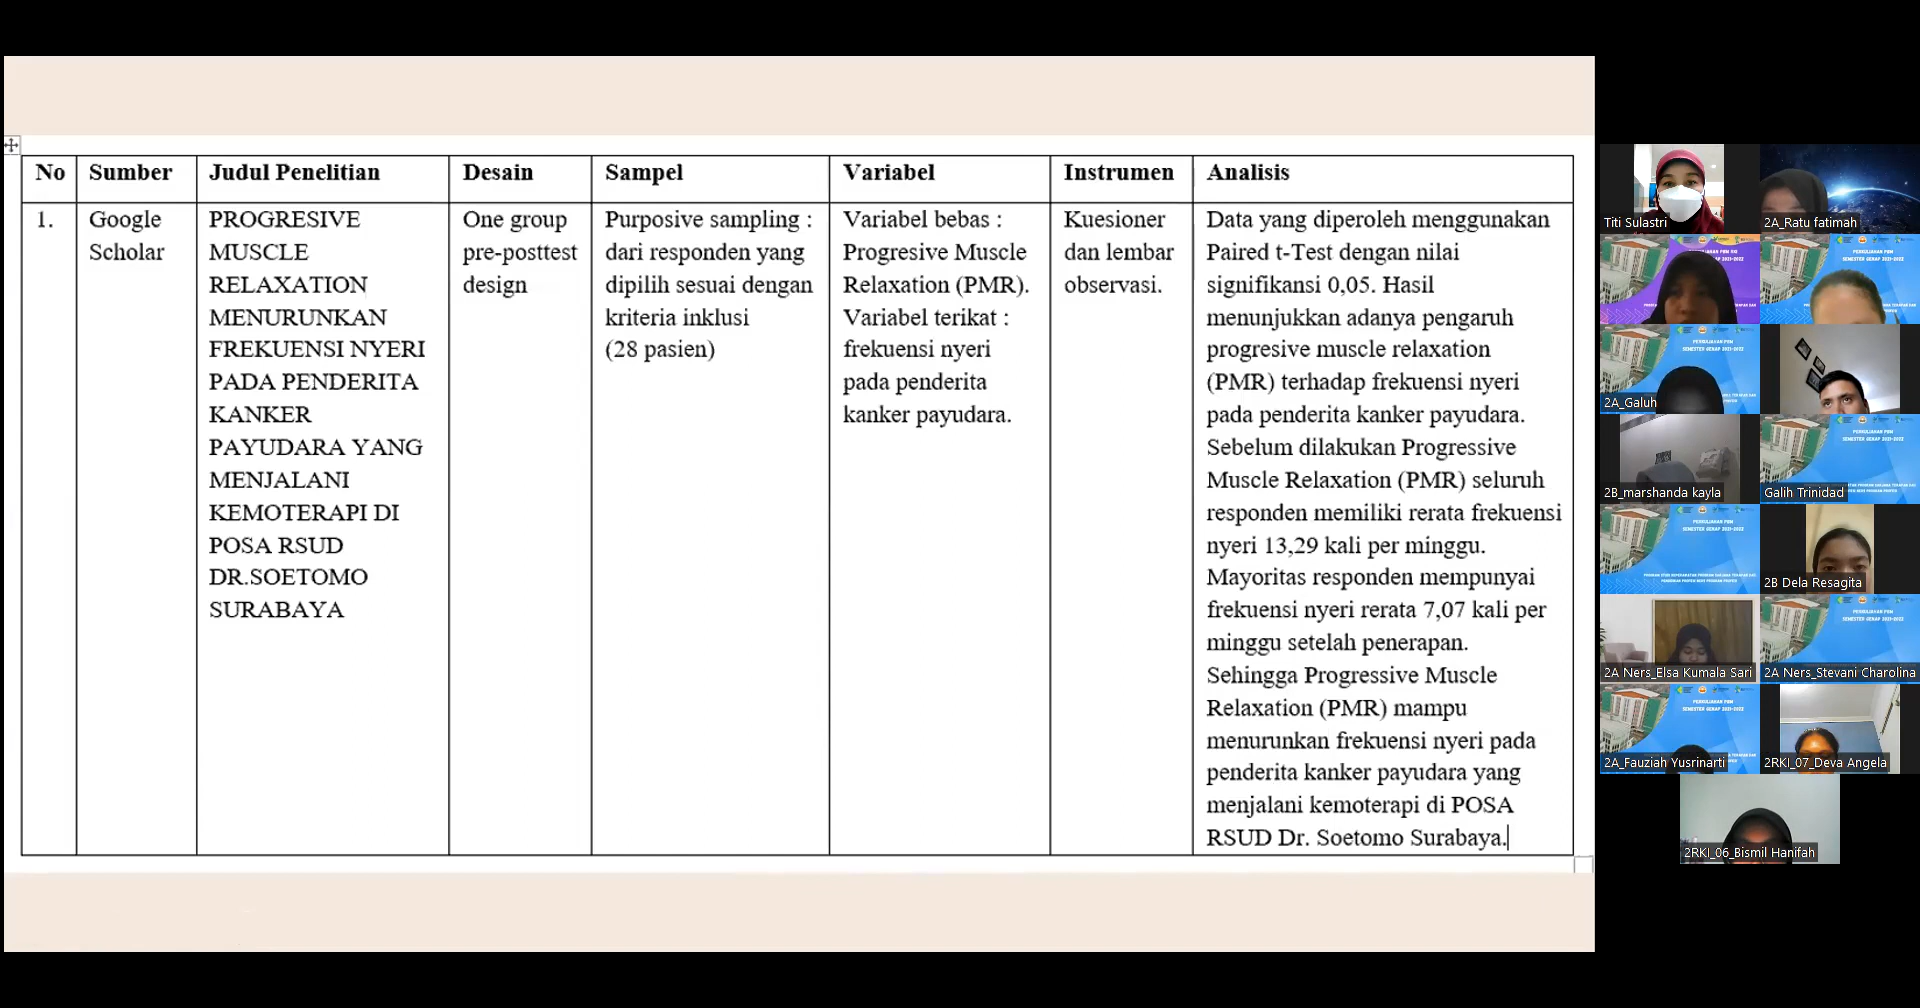 No
Sumber
Judul Penelitian
Desain
Sampel
Variabel
Instrumen
Analisis
1.
Google
Scholar
PROGRESIVE
MUSCLE
RELAXATION
MENURUNKAN
FREKUENSI NYERI
PADA PENDERITA
KANKER
PAYUDARA YANG
MENJALANI
KEMOTERAPI DI
POSA RSUD
DR.SOETOMO
SURABAYA
One group
pre-posttest
design
Purposive sampling :
dari responden yang
dipilih sesuai dengan
kriteria inklusi
(28 pasien)
Variabel bebas :
Progresive Muscle
Relaxation (PMR).
Variabel terikat :
frekuensi nyeri
pada penderita
kanker payudara.
Kuesioner
dan lembar
observasi.
Data yang diperoleh menggunakan
Paired t-Test dengan nilai
signifikansi 0,05. Hasil
menunjukkan adanya pengaruh
progresive muscle relaxation
(PMR) terhadap frekuensi nyeri
pada penderita kanker payudara.
Sebelum dilakukan Progressive
Muscle Relaxation (PMR) seluruh
responden memiliki rerata frekuensi
nyeri 13,29 kali per minggu.
Mayoritas responden mempunyai
frekuensi nyeri rerata 7,07 kali per
minggu setelah penerapan.
Sehingga Progressive Muscle
Relaxation (PMR) mampu
menurunkan frekuensi nyeri pada
penderita kanker payudara yang
menjalani kemoterapi di POSA
RSUD Dr. Soetomo Surabaya.
Titi Sulastri
2A_Ratu fatimah
2A_Galuh
2B_marshanda kayla
Galih Trinidad
2B Dela Resagita
2A Ners_Elsa Kumala Sari
2A Ners_Stevani Charolina
2A_Fauziah Yusrinarti
2RKI_07_Deva Angela
2RKI_06_Bismil Hanifah